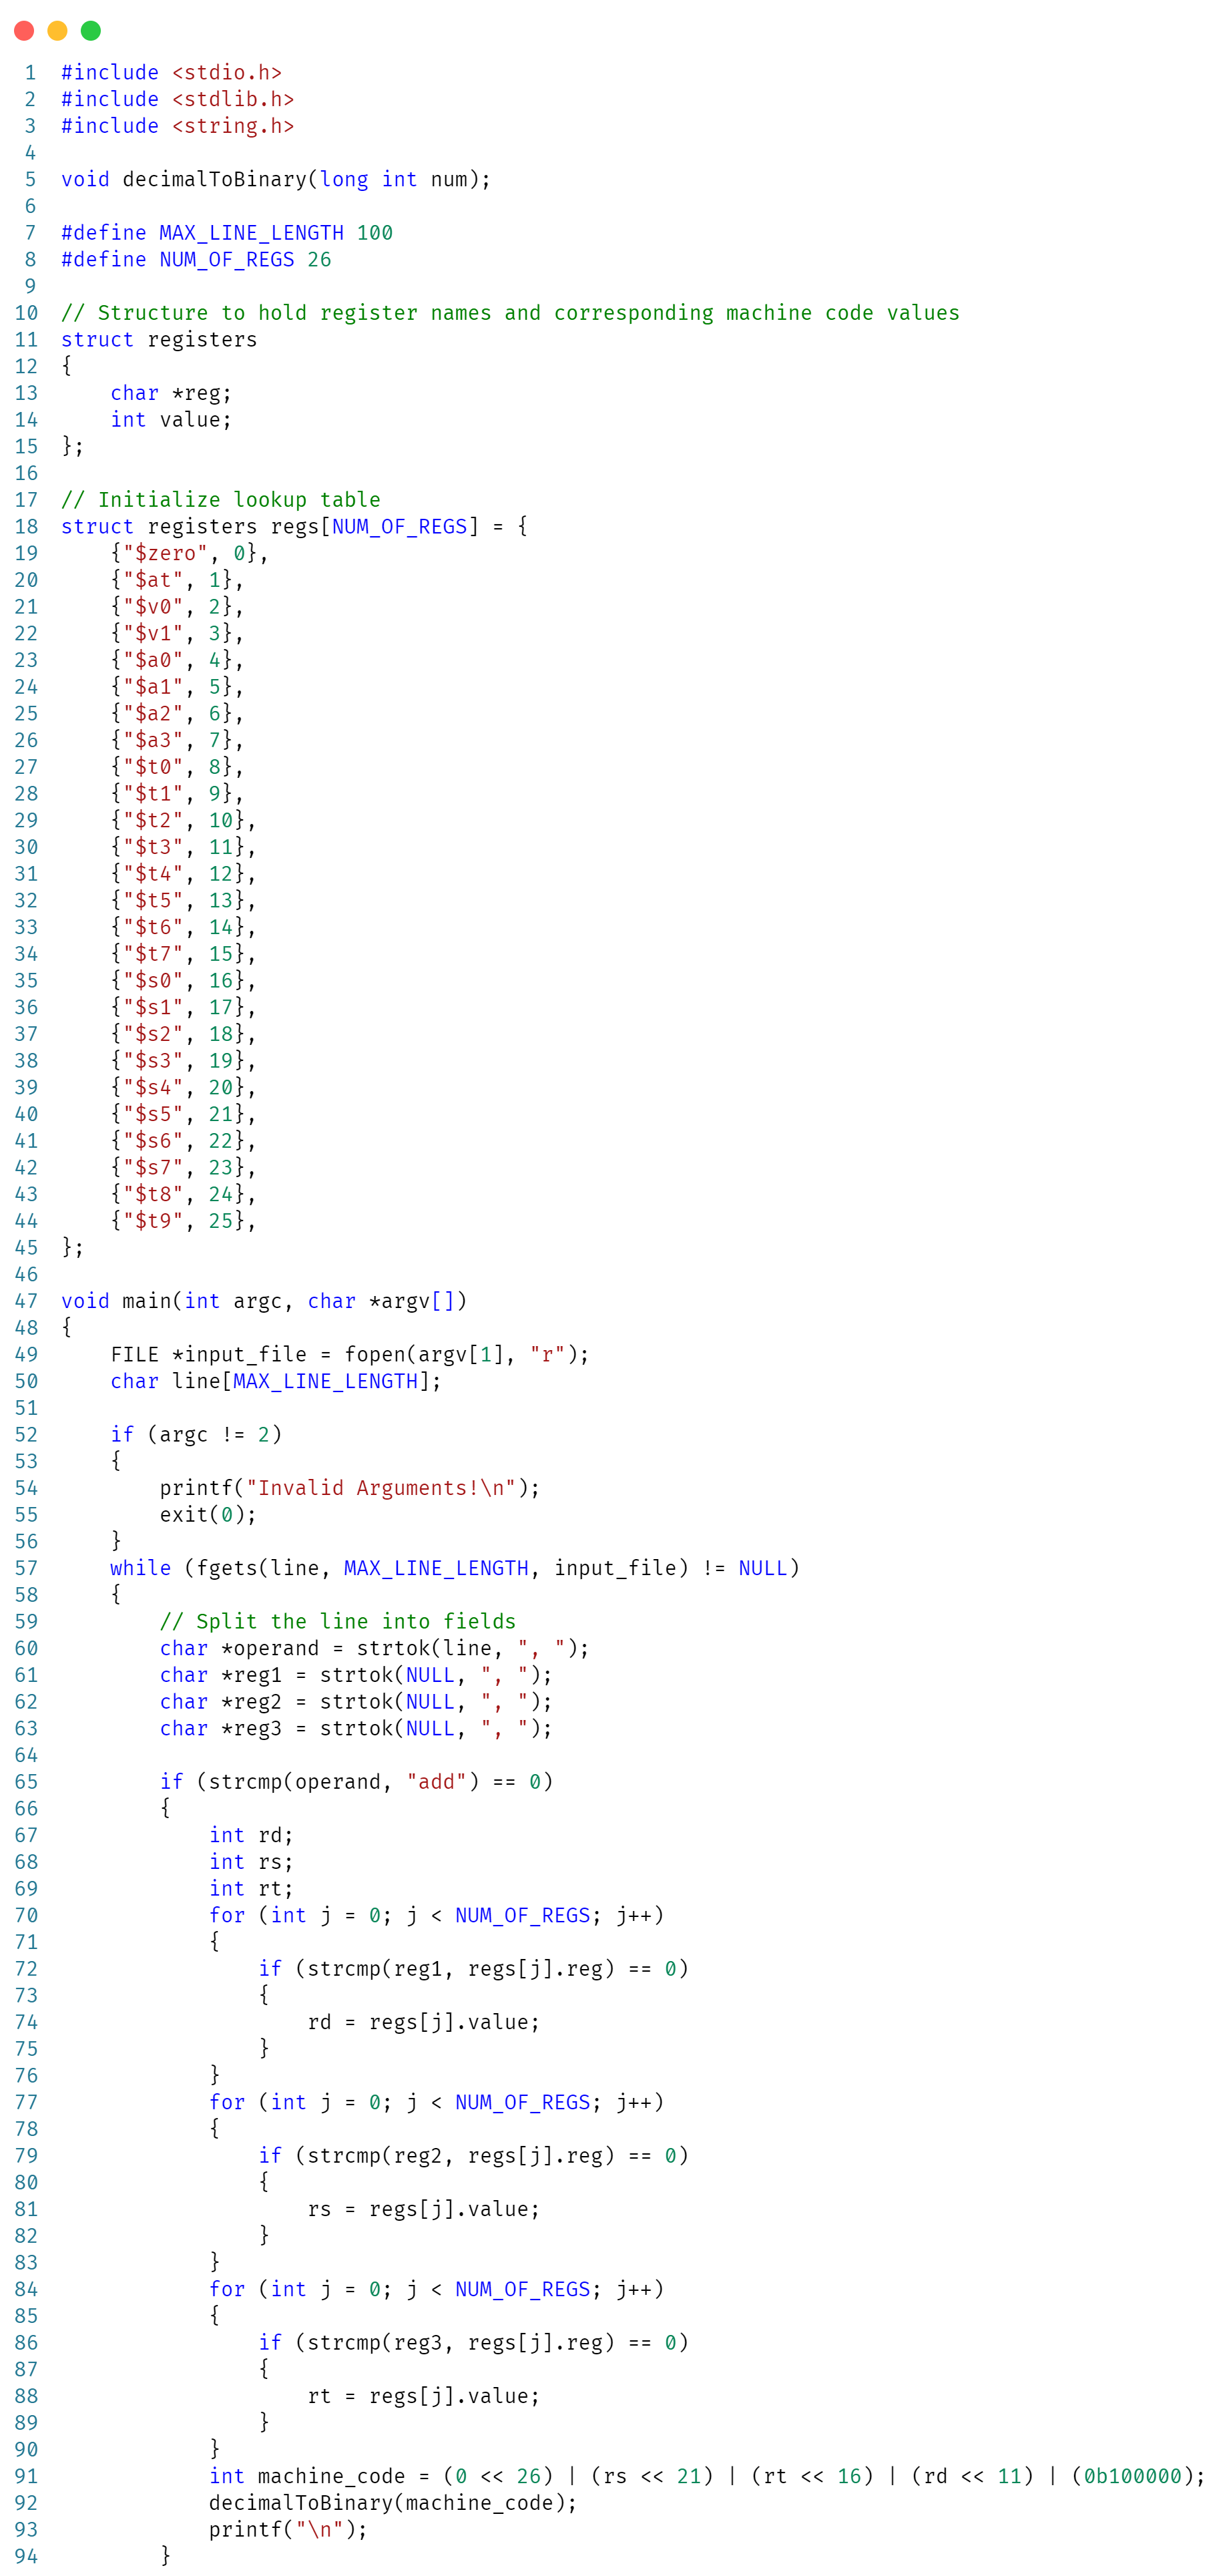 1 #include <stdio.h>
2 #include <stdlib.h>
3 #include <string.h>
4
5 void decimalToBinary(long int num);
6
7 #define MAX_LINE_LENGTH 100
8 #define NUM_OF_REGS 26
9
10 // Structure to hold register names and corresponding machine code values
11 struct registers
12 {
13     char *reg;
14     int value;
15 };
16
17 // Initialize lookup table
18 struct registers regs[NUM_OF_REGS] = {
19     {"$zero", 0},
20     {"$at", 1},
21     {"$v0", 2},
22     {"$v1", 3},
23     {"$a0", 4},
24     {"$a1", 5},
25     {"$a2", 6},
26     {"$a3", 7},
27     {"$t0", 8},
28     {"$t1", 9},
29     {"$t2", 10},
30     {"$t3", 11},
31     {"$t4", 12},
32     {"$t5", 13},
33     {"$t6", 14},
34     {"$t7", 15},
35     {"$s0", 16},
36     {"$s1", 17},
37     {"$s2", 18},
38     {"$s3", 19},
39     {"$s4", 20},
40     {"$s5", 21},
41     {"$s6", 22},
42     {"$s7", 23},
43     {"$t8", 24},
44     {"$t9", 25},
45 };
46
47 void main(int argc, char *argv[])
48 {
49     FILE *input_file = fopen(argv[1], "r");
50     char line[MAX_LINE_LENGTH];
51
52     if (argc != 2)
53     {
54         printf("Invalid Arguments!\n");
55         exit(0);
56     }
57     while (fgets(line, MAX_LINE_LENGTH, input_file) != NULL)
58     {
59         // Split the line into fields
60         char *operand = strtok(line, ", ");
61         char *reg1 = strtok(NULL, ", ");
62         char *reg2 = strtok(NULL, ", ");
63         char *reg3 = strtok(NULL, ", ");
64
65         if (strcmp(operand, "add") == 0)
66         {
67             int rd;
68             int rs;
69             int rt;
70             for (int j = 0; j < NUM_OF_REGS; j++)
71             {
72                 if (strcmp(reg1, regs[j].reg) == 0)
73                 {
74                     rd = regs[j].value;
75                 }
76             }
77             for (int j = 0; j < NUM_OF_REGS; j++)
78             {
79                 if (strcmp(reg2, regs[j].reg) == 0)
80                 {
81                     rs = regs[j].value;
82                 }
83             }
84             for (int j = 0; j < NUM_OF_REGS; j++)
85             {
86                 if (strcmp(reg3, regs[j].reg) == 0)
87                 {
88                     rt = regs[j].value;
89                 }
90             }
91             int machine_code = (0 << 26) | (rs << 21) | (rt << 16) | (rd << 11) | (0b100000);
92             decimalToBinary(machine_code);
93             printf("\n");
94         }